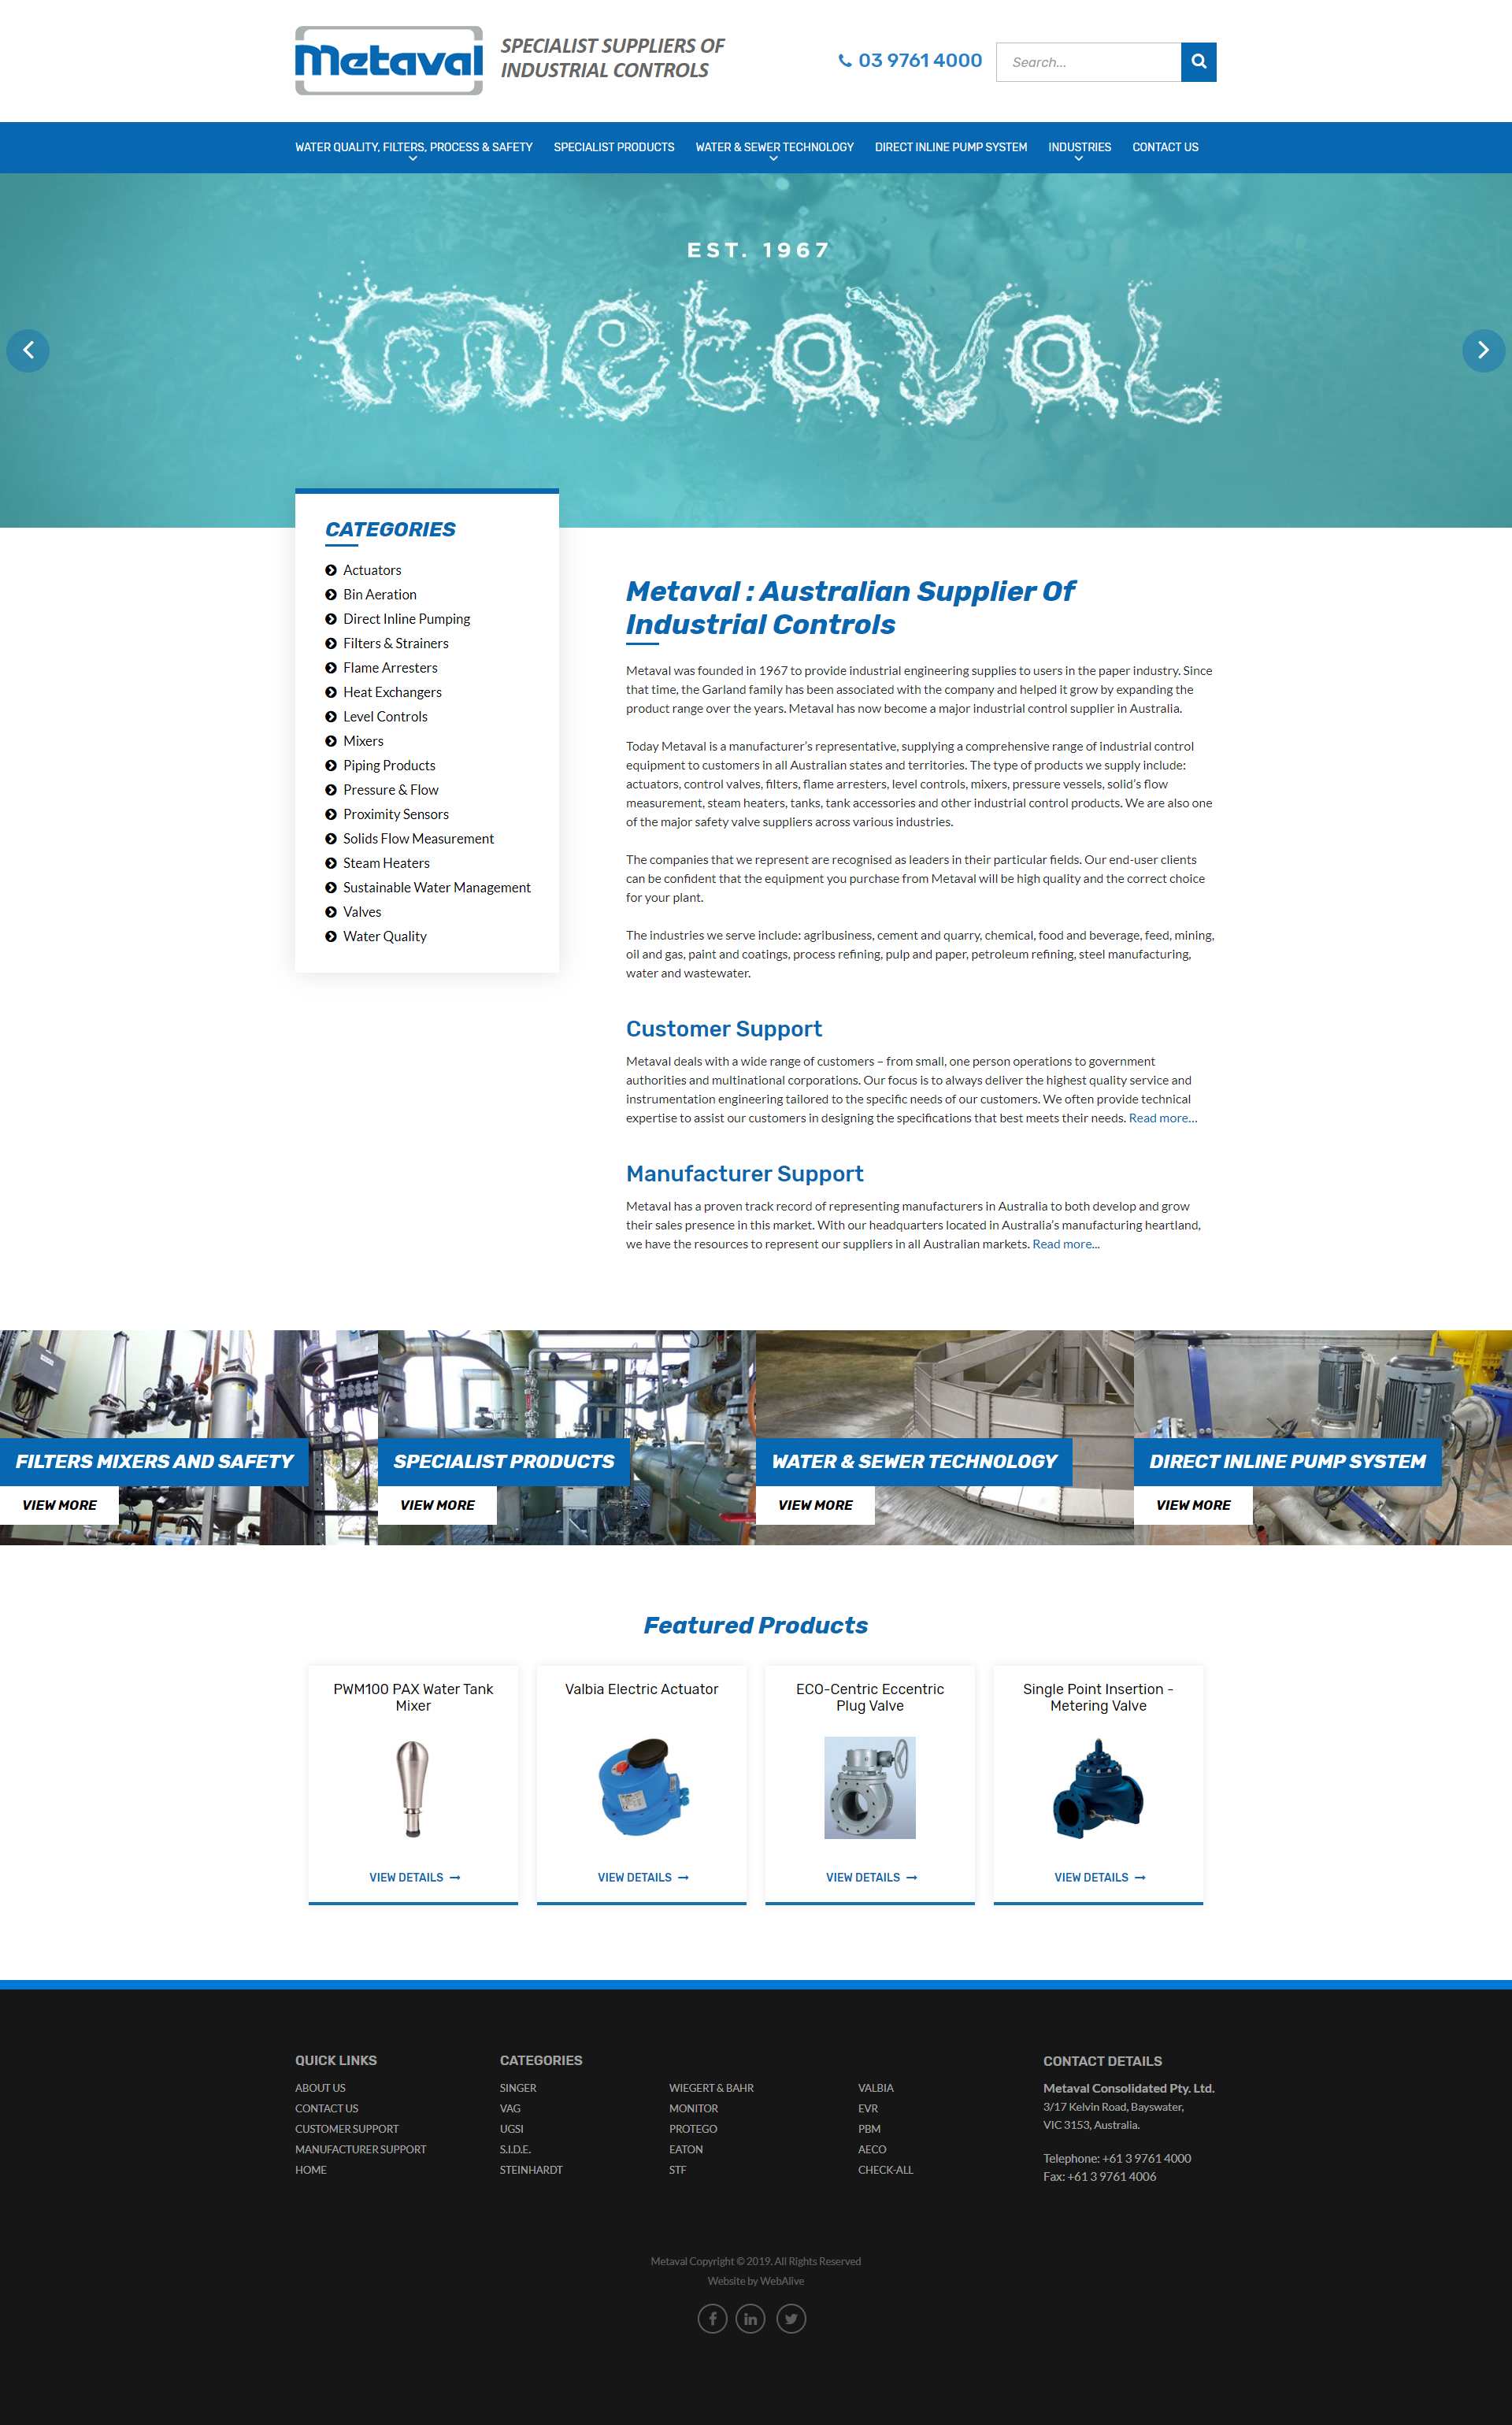 metaval
SPECIALIST SUPPLIERS OF
INDUSTRIAL CONTROLS
03 9761 4000
Search...
WATER QUALITY, FILTERS, PROCESS & SAFETY
SPECIALIST PRODUCTS
WATER & SEWER TECHNOLOGY
DIRECT INLINE PUMP SYSTEM
INDUSTRIES
CONTACT US
EST. 1967
metaval
CATEGORIES
Actuators
Bin Aeration
Direct Inline Pumping
Filters & Strainers
Flame Arresters
Heat Exchangers
Level Controls
Mixers
Piping Products
Pressure & Flow
Proximity Sensors
Solids Flow Measurement
Steam Heaters
Sustainable Water Management
Valves
Water Quality
Metaval : Australian Supplier Of
Industrial Controls
Metaval was founded in 1967 to provide industrial engineering supplies to users in the paper industry. Since
that time, the Garland family has been associated with the company and helped it grow by expanding the
product range over the years. Metaval has now become a major industrial control supplier in Australia.
Today Metaval is a manufacturer's representative, supplying a comprehensive range of industrial control
equipment to customers in all Australian states and territories. The type of products we supply include:
actuators, control valves, filters, flame arresters, level controls, mixers, pressure vessels, solid's flow
measurement, steam heaters, tanks, tank accessories and other industrial control products. We are also one
of the major safety valve suppliers across various industries.
The companies that we represent are recognised as leaders in their particular fields. Our end-user clients
can be confident that the equipment you purchase from Metaval will be high quality and the correct choice
for your plant.
The industries we serve include: agribusiness, cement and quarry, chemical, food and beverage, feed, mining,
oil and gas, paint and coatings, process refining, pulp and paper, petroleum refining, steel manufacturing,
water and wastewater.
Customer Support
Metaval deals with a wide range of customers – from small, one person operations to government
authorities and multinational corporations. Our focus is to always deliver the highest quality service and
instrumentation engineering tailored to the specific needs of our customers. We often provide technical
expertise to assist our customers in designing the specifications that best meets their needs. Read more...
Manufacturer Support
Metaval has a proven track record of representing manufacturers in Australia to both develop and grow
their sales presence in this market. With our headquarters located in Australia's manufacturing heartland,
we have the resources to represent our suppliers in all Australian markets. Read more...
FILTERS MIXERS AND SAFETY
VIEW MORE
SPECIALIST PRODUCTS
VIEW MORE
WATER & SEWER TECHNOLOGY
VIEW MORE
DIRECT INLINE PUMP SYSTEM
VIEW MORE
Featured Products
PWM100 PAX Water Tank
Mixer
VIEW DETAILS
Valbia Electric Actuator
VIEW DETAILS
ECO-Centric Eccentric
Plug Valve
VIEW DETAILS
Single Point Insertion -
Metering Valve
VIEW DETAILS
QUICK LINKS
ABOUT US
CONTACT US
CUSTOMER SUPPORT
MANUFACTURER SUPPORT
HOME
CATEGORIES
SINGER
VAG
UGSI
S.I.D.E.
STEINHARDT
WIEGERT & BAHR
MONITOR
PROTEGO
EATON
STF
VALBIA
EVR
PBM
AECO
CHECK-ALL
CONTACT DETAILS
Metaval Consolidated Pty. Ltd.
3/17 Kelvin Road, Bayswater,
VIC 3153, Australia.
Telephone: +61 3 9761 4000
Fax: +61 3 9761 4006
Metaval Copyright © 2019. All Rights Reserved
Website by WebAlive